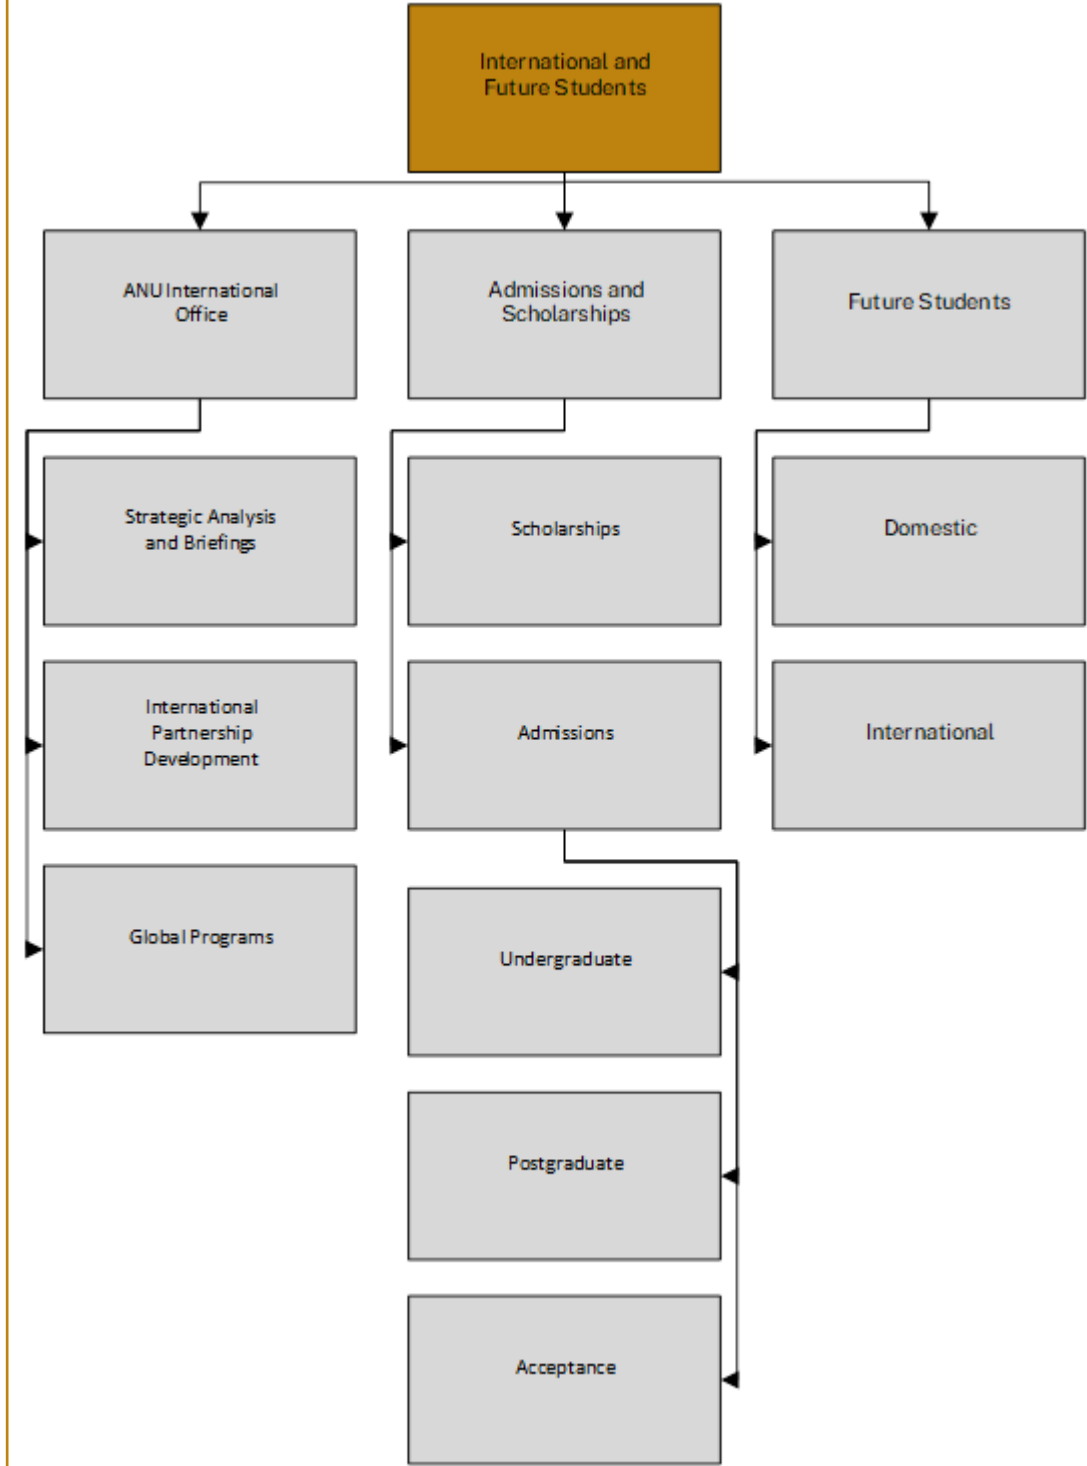 International and
Future Students
ANU International
Office
Admissions and
Scholarships
Future Students
Strategic Analysis
and Briefings
Scholarships
Domestic
International
Partnership
Development
Admissions
International
Global Programs
Undergraduate
Postgraduate
Acceptance